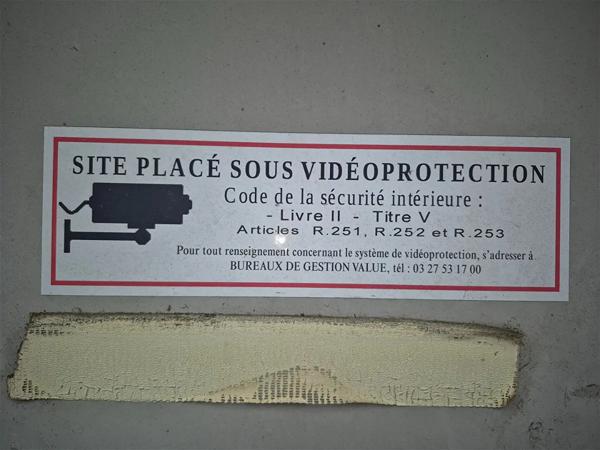 SITE PLACÉ SOUS VIDÉOPROTECTION
Code de la sécurité intérieure :
- Livre II - Titre V
Articles R.251, R.252 et R.253
Pour tout renseignement concernant le système de vidéoprotection, s'adresser à
BUREAUX DE GESTION VALUE, tél : 03 27 53 17 00